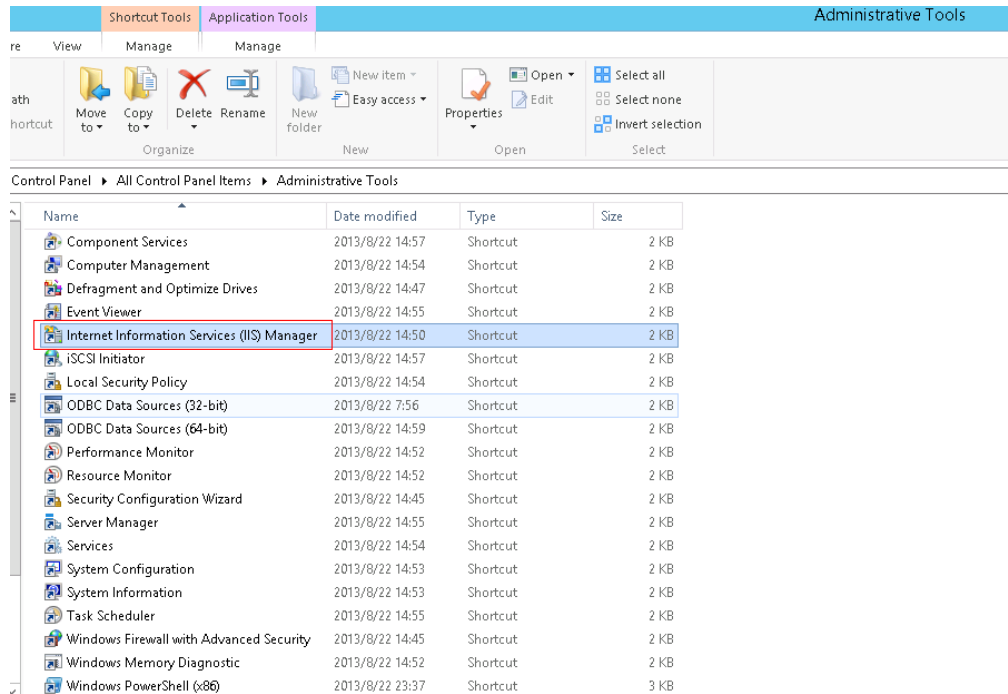 Shortcut Tools Application Tools Administrative Tools
re View Manage Manage
ath
hortcut
Move to Copy to Delete Rename
Organize
New folder
New item
Easy access
New
Properties
Open
Edit
Open
Select all
Select none
Invert selection
Select
Control Panel All Control Panel Items Administrative Tools
Name Date modified Type Size
Component Services 2013/8/22 14:57 Shortcut 2 KB
Computer Management 2013/8/22 14:54 Shortcut 2 KB
Defragment and Optimize Drives 2013/8/22 14:47 Shortcut 2 KB
Event Viewer 2013/8/22 14:55 Shortcut 2 KB
Internet Information Services (IIS) Manager 2013/8/22 14:50 Shortcut 2 KB
iSCSI Initiator 2013/8/22 14:57 Shortcut 2 KB
Local Security Policy 2013/8/22 14:54 Shortcut 2 KB
ODBC Data Sources (32-bit) 2013/8/22 7:56 Shortcut 2 KB
ODBC Data Sources (64-bit) 2013/8/22 14:59 Shortcut 2 KB
Performance Monitor 2013/8/22 14:52 Shortcut 2 KB
Resource Monitor 2013/8/22 14:52 Shortcut 2 KB
Security Configuration Wizard 2013/8/22 14:45 Shortcut 2 KB
Server Manager 2013/8/22 14:55 Shortcut 2 KB
Services 2013/8/22 14:54 Shortcut 2 KB
System Configuration 2013/8/22 14:53 Shortcut 2 KB
System Information 2013/8/22 14:53 Shortcut 2 KB
Task Scheduler 2013/8/22 14:55 Shortcut 2 KB
Windows Firewall with Advanced Security 2013/8/22 14:45 Shortcut 2 KB
Windows Memory Diagnostic 2013/8/22 14:52 Shortcut 2 KB
Windows PowerShell (x86) 2013/8/22 23:37 Shortcut 3 KB